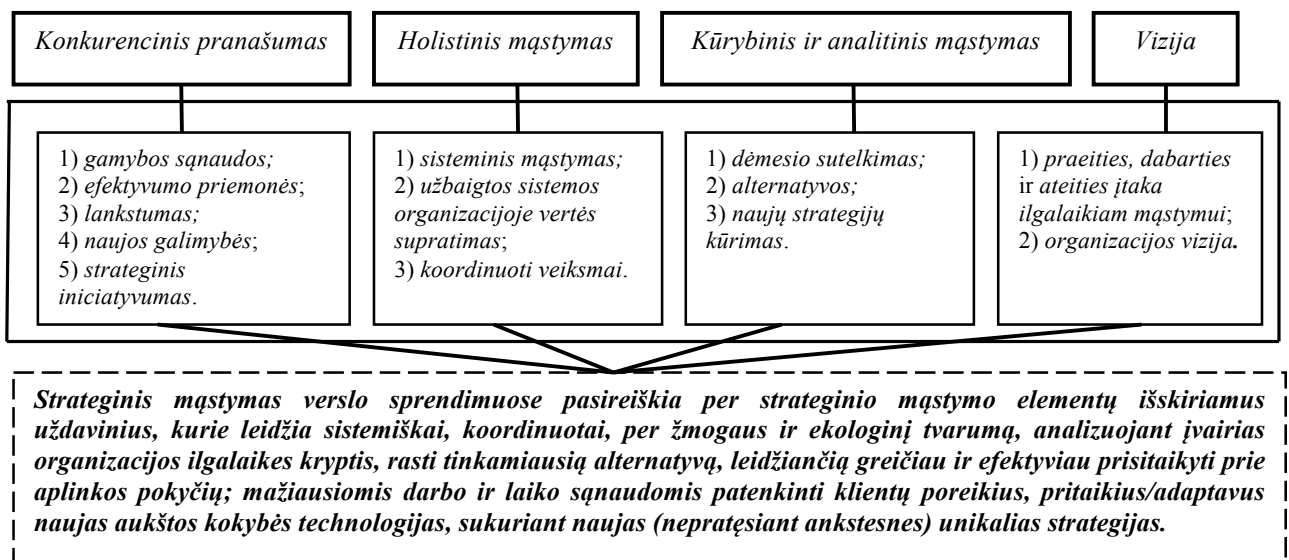 Konkurencinis pranašumas
Holistinis mąstymas
Kūrybinis ir analitinis mąstymas
Vizija
1) gamybos sąnaudos;
2) efektyvumo priemonės;
3) lankstumas;
4) naujos galimybės;
5) strateginis
iniciatyvumas.
1) sisteminis mąstymas;
2) užbaigtos sistemos
organizacijoje vertės
supratimas;
3) koordinuoti veiksmai.
1) dėmesio sutelkimas;
2) alternatyvos;
3) naujų strategijų
kūrimas.
1) praeities, dabarties
ir ateities įtaka
ilgalaikiam mąstymui;
2) organizacijos vizija.
Strateginis mąstymas verslo sprendimuose pasireiškia per strateginio mąstymo elementų išskiriamus
uždavinius, kurie leidžia sistemiškai, koordinuotai, per žmogaus ir ekologinį tvarumą, analizuojant įvairias
organizacijos ilgalaikes kryptis, rasti tinkamiausią alternatyvą, leidžiančią greičiau ir efektyviau prisitaikyti prie
aplinkos pokyčių; mažiausiomis darbo ir laiko sąnaudomis patenkinti klientų poreikius, pritaikius/adaptavus
naujas aukštos kokybės technologijas, sukuriant naujas (nepratęsiant ankstesnes) unikalias strategijas.